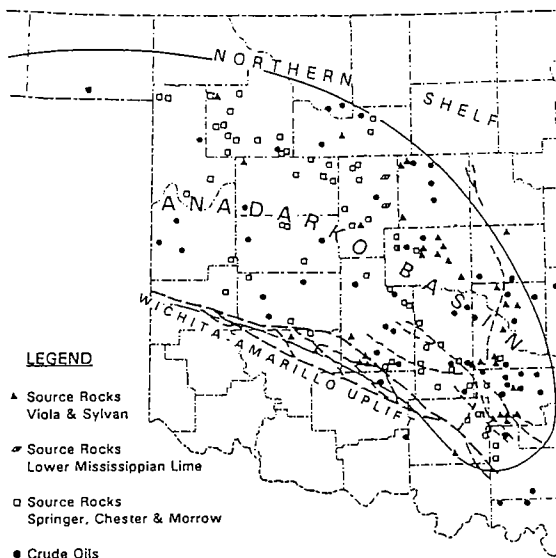 NORTHERN
SHELF
ANADARKO BASIN
WICHITA-AMARILLO UPLIFT
LEGEND
▲ Source Rocks
Viola & Sylvan
Source Rocks
Lower Mississippian Lime
□ Source Rocks
Springer, Chester & Morrow
● Crude Oils